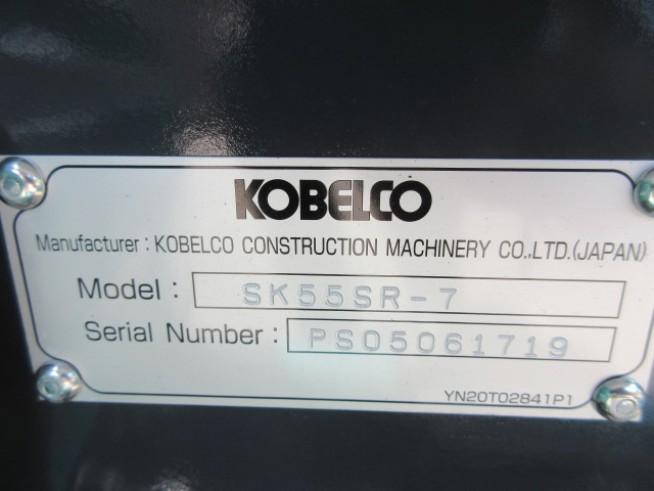 KOBELCO
Manufacturer : KOBELCO CONSTRUCTION MACHINERY CO.,LTD.(JAPAN)
Model : SK55SR-7
Serial Number : PS05061719
YN20T02841P1